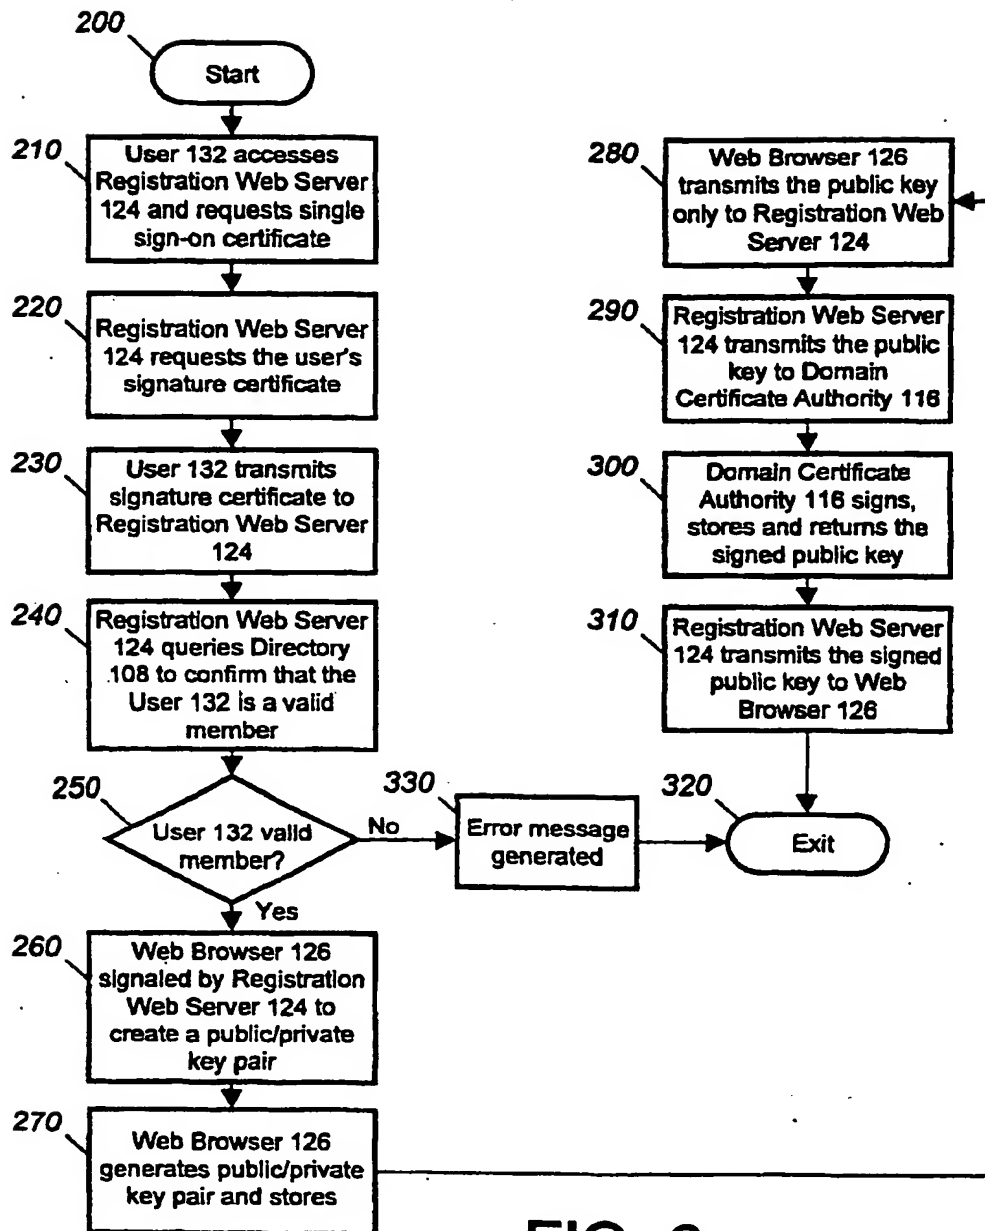 200
Start
210
User 132 accesses
Registration Web Server
124 and requests single
sign-on certificate
220
Registration Web Server
124 requests the user's
signature certificate
230
User 132 transmits
signature certificate to
Registration Web Server
124
240
Registration Web Server
124 queries Directory
108 to confirm that the
User 132 is a valid
member
250
User 132 valid
member?
No
Yes
330
Error message
generated
260
Web Browser 126
signaled by Registration
Web Server 124 to
create a public/private
key pair
270
Web Browser 126
generates public/private
key pair and stores
280
Web Browser 126
transmits the public key
only to Registration Web
Server 124
290
Registration Web Server
124 transmits the public
key to Domain
Certificate Authority 116
300
Domain Certificate
Authority 116 signs,
stores and returns the
signed public key
310
Registration Web Server
124 transmits the signed
public key to Web
Browser 126
320
Exit
FIG.